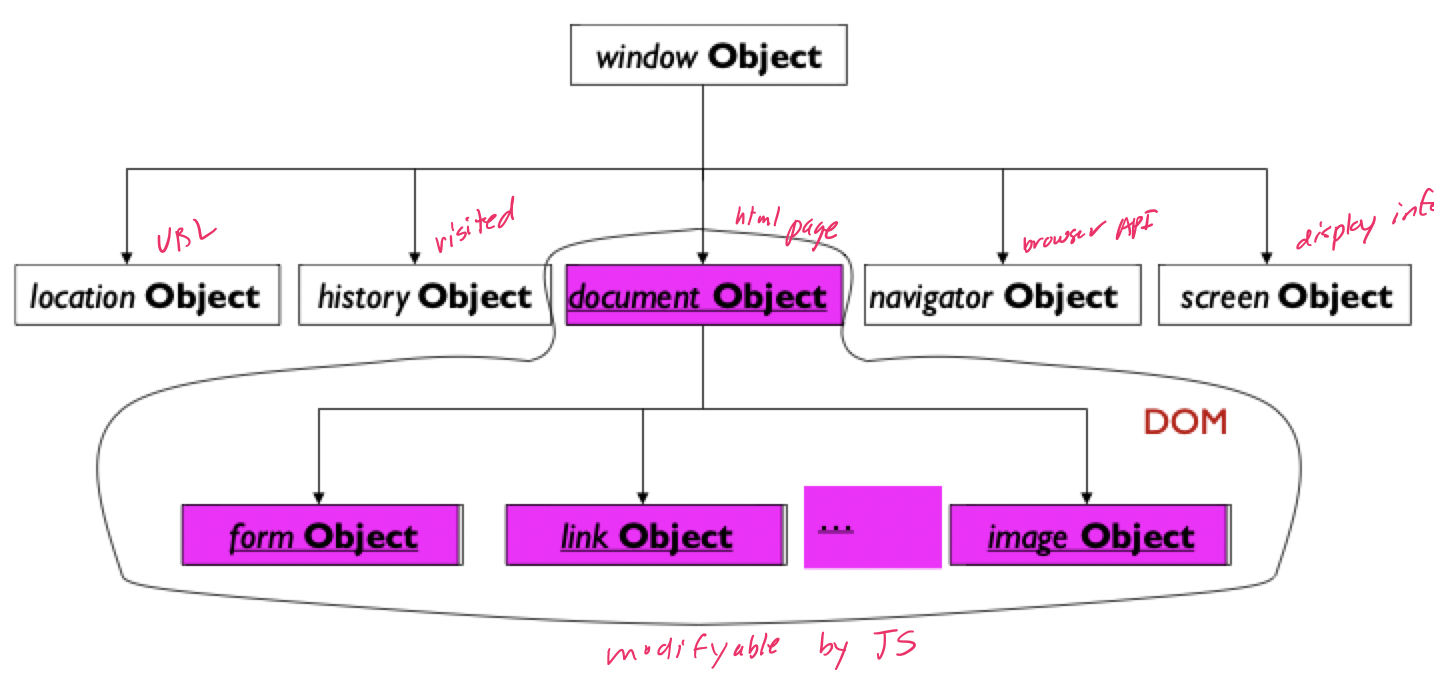 window Object
URL
visited
html page
browser API
display info
location Object
history Object
document Object
navigator Object
screen Object
DOM
form Object
link Object
...
image Object
modifyable by JS